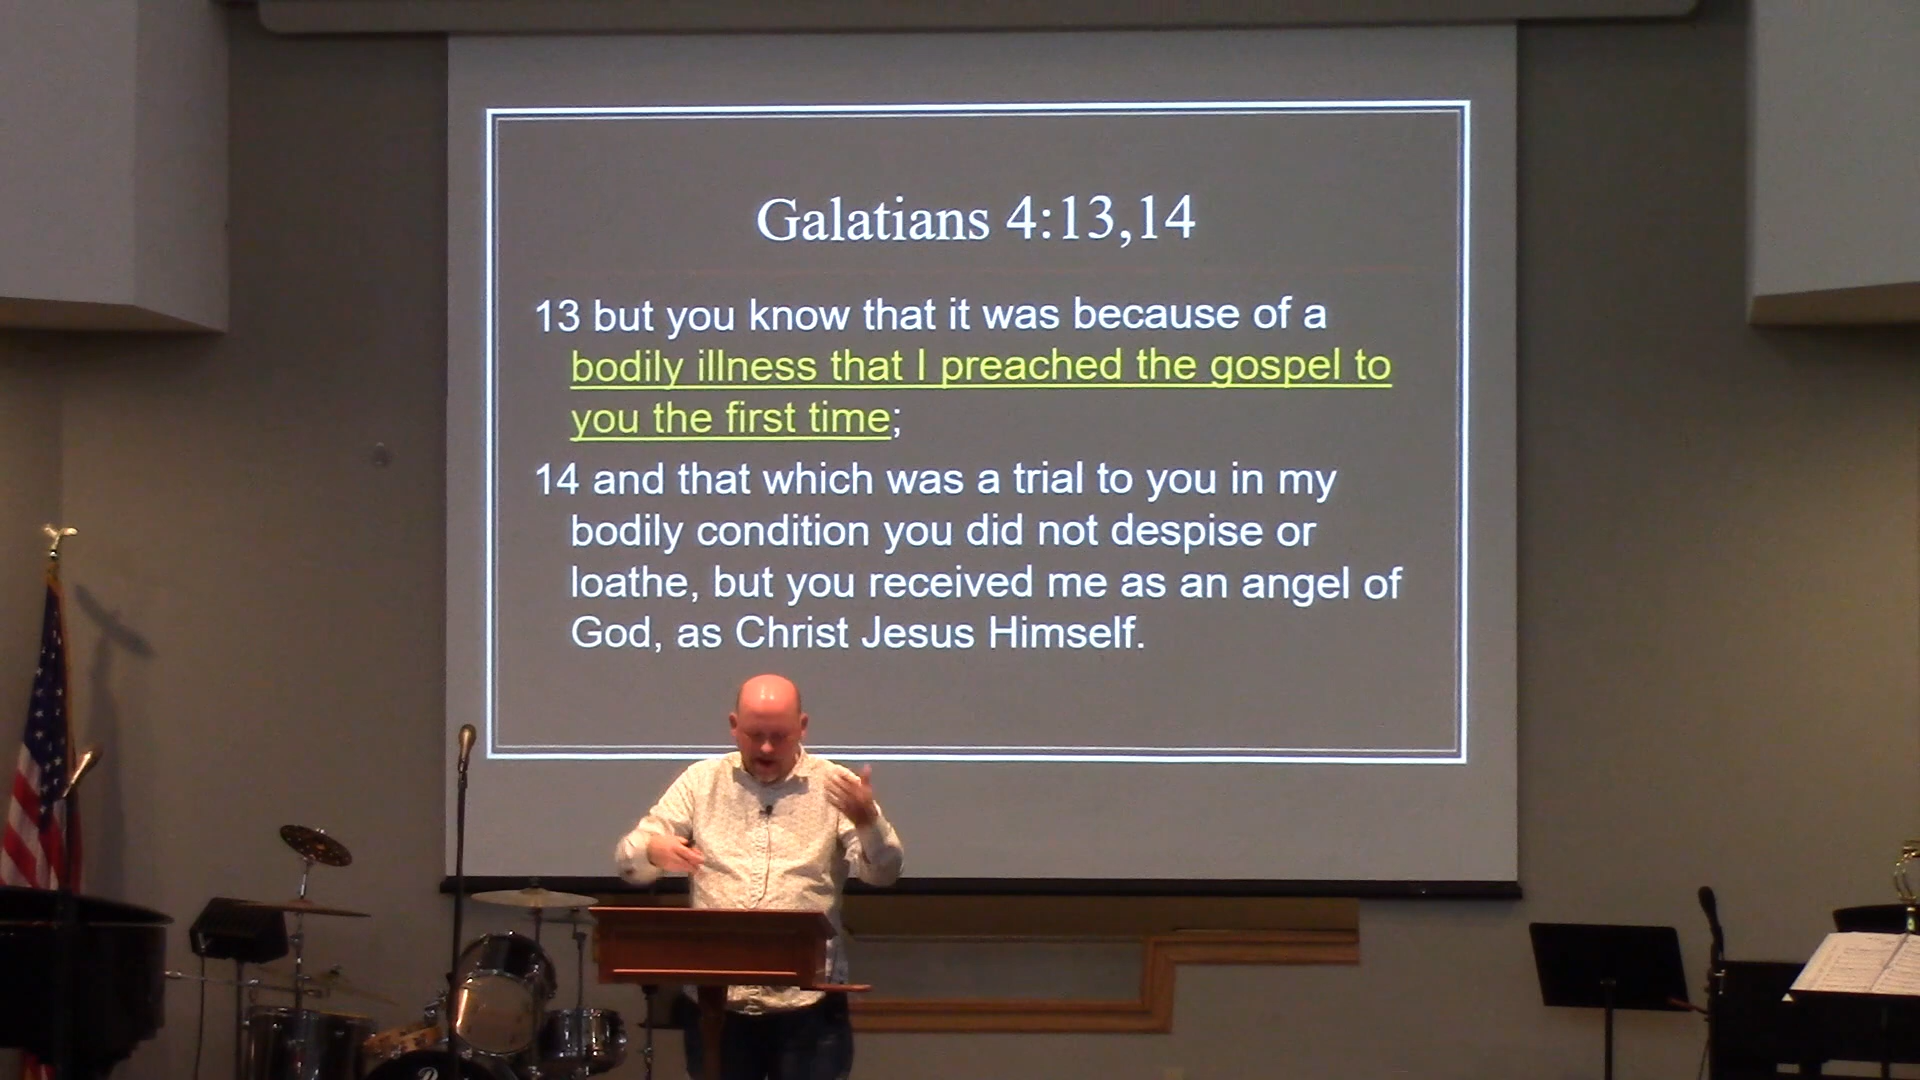 Galatians 4:13,14
13 but you know that it was because of a
bodily illness that I preached the gospel to
you the first time;
14 and that which was a trial to you in my
bodily condition you did not despise or
loathe, but you received me as an angel of
God, as Christ Jesus Himself.